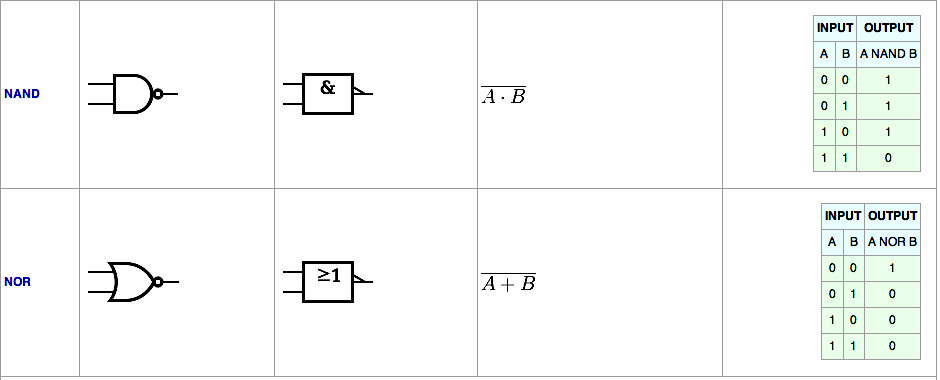 NAND
&
\overline{A · B}
INPUT OUTPUT
A B A NAND B
0 0 1
0 1 1
1 0 1
1 1 0
NOR
≥1
\overline{A + B}
INPUT OUTPUT
A B A NOR B
0 0 1
0 1 0
1 0 0
1 1 0